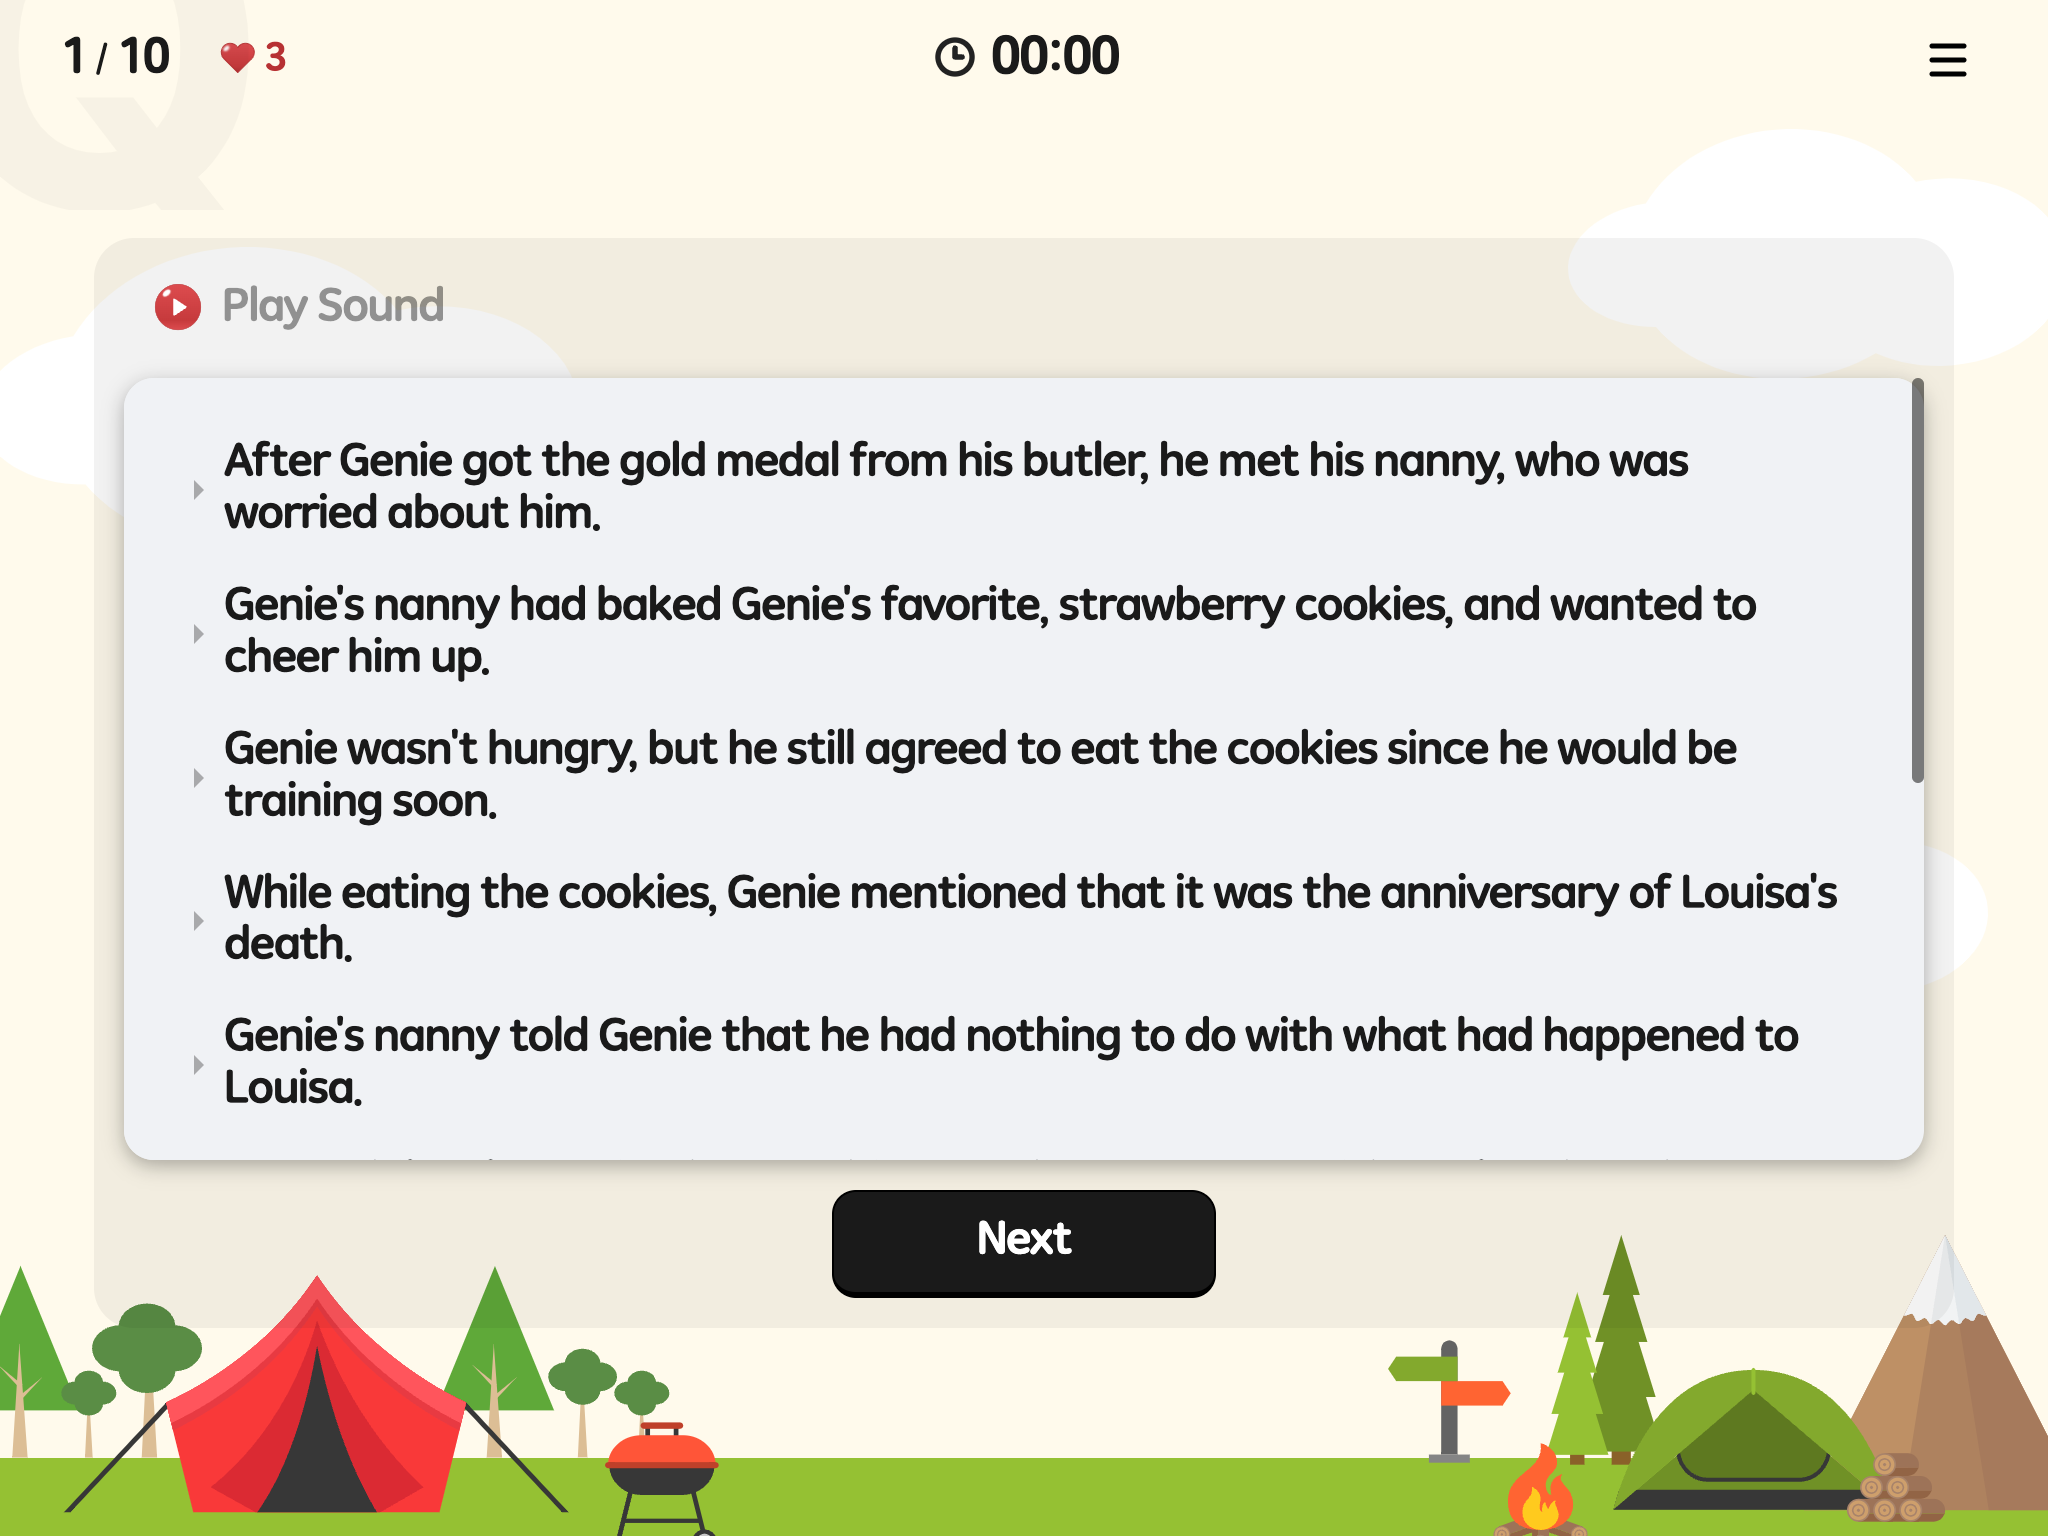 1 / 10
3
00:00
Play Sound
After Genie got the gold medal from his butler, he met his nanny, who was
worried about him.
Genie's nanny had baked Genie's favorite, strawberry cookies, and wanted to
cheer him up.
Genie wasn't hungry, but he still agreed to eat the cookies since he would be
training soon.
While eating the cookies, Genie mentioned that it was the anniversary of Louisa's
death.
Genie's nanny told Genie that he had nothing to do with what had happened to
Louisa.
Next